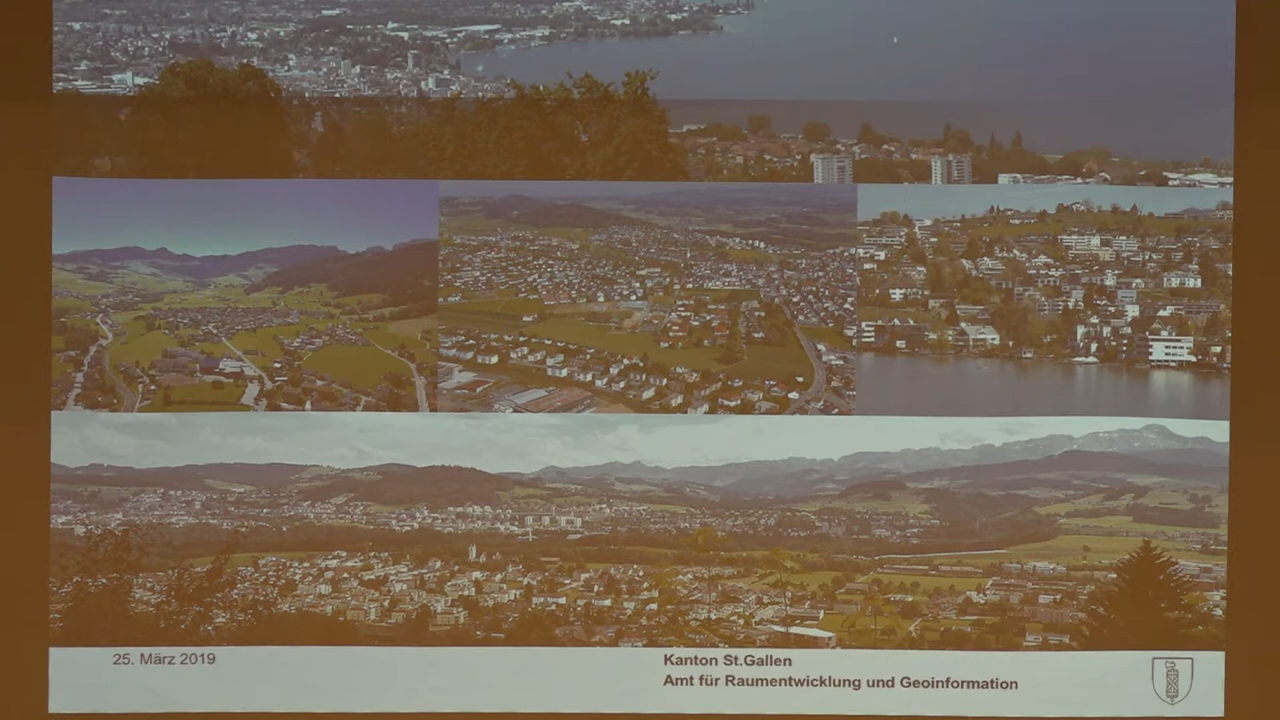 25. März 2019
Kanton St.Gallen
Amt für Raumentwicklung und Geoinformation